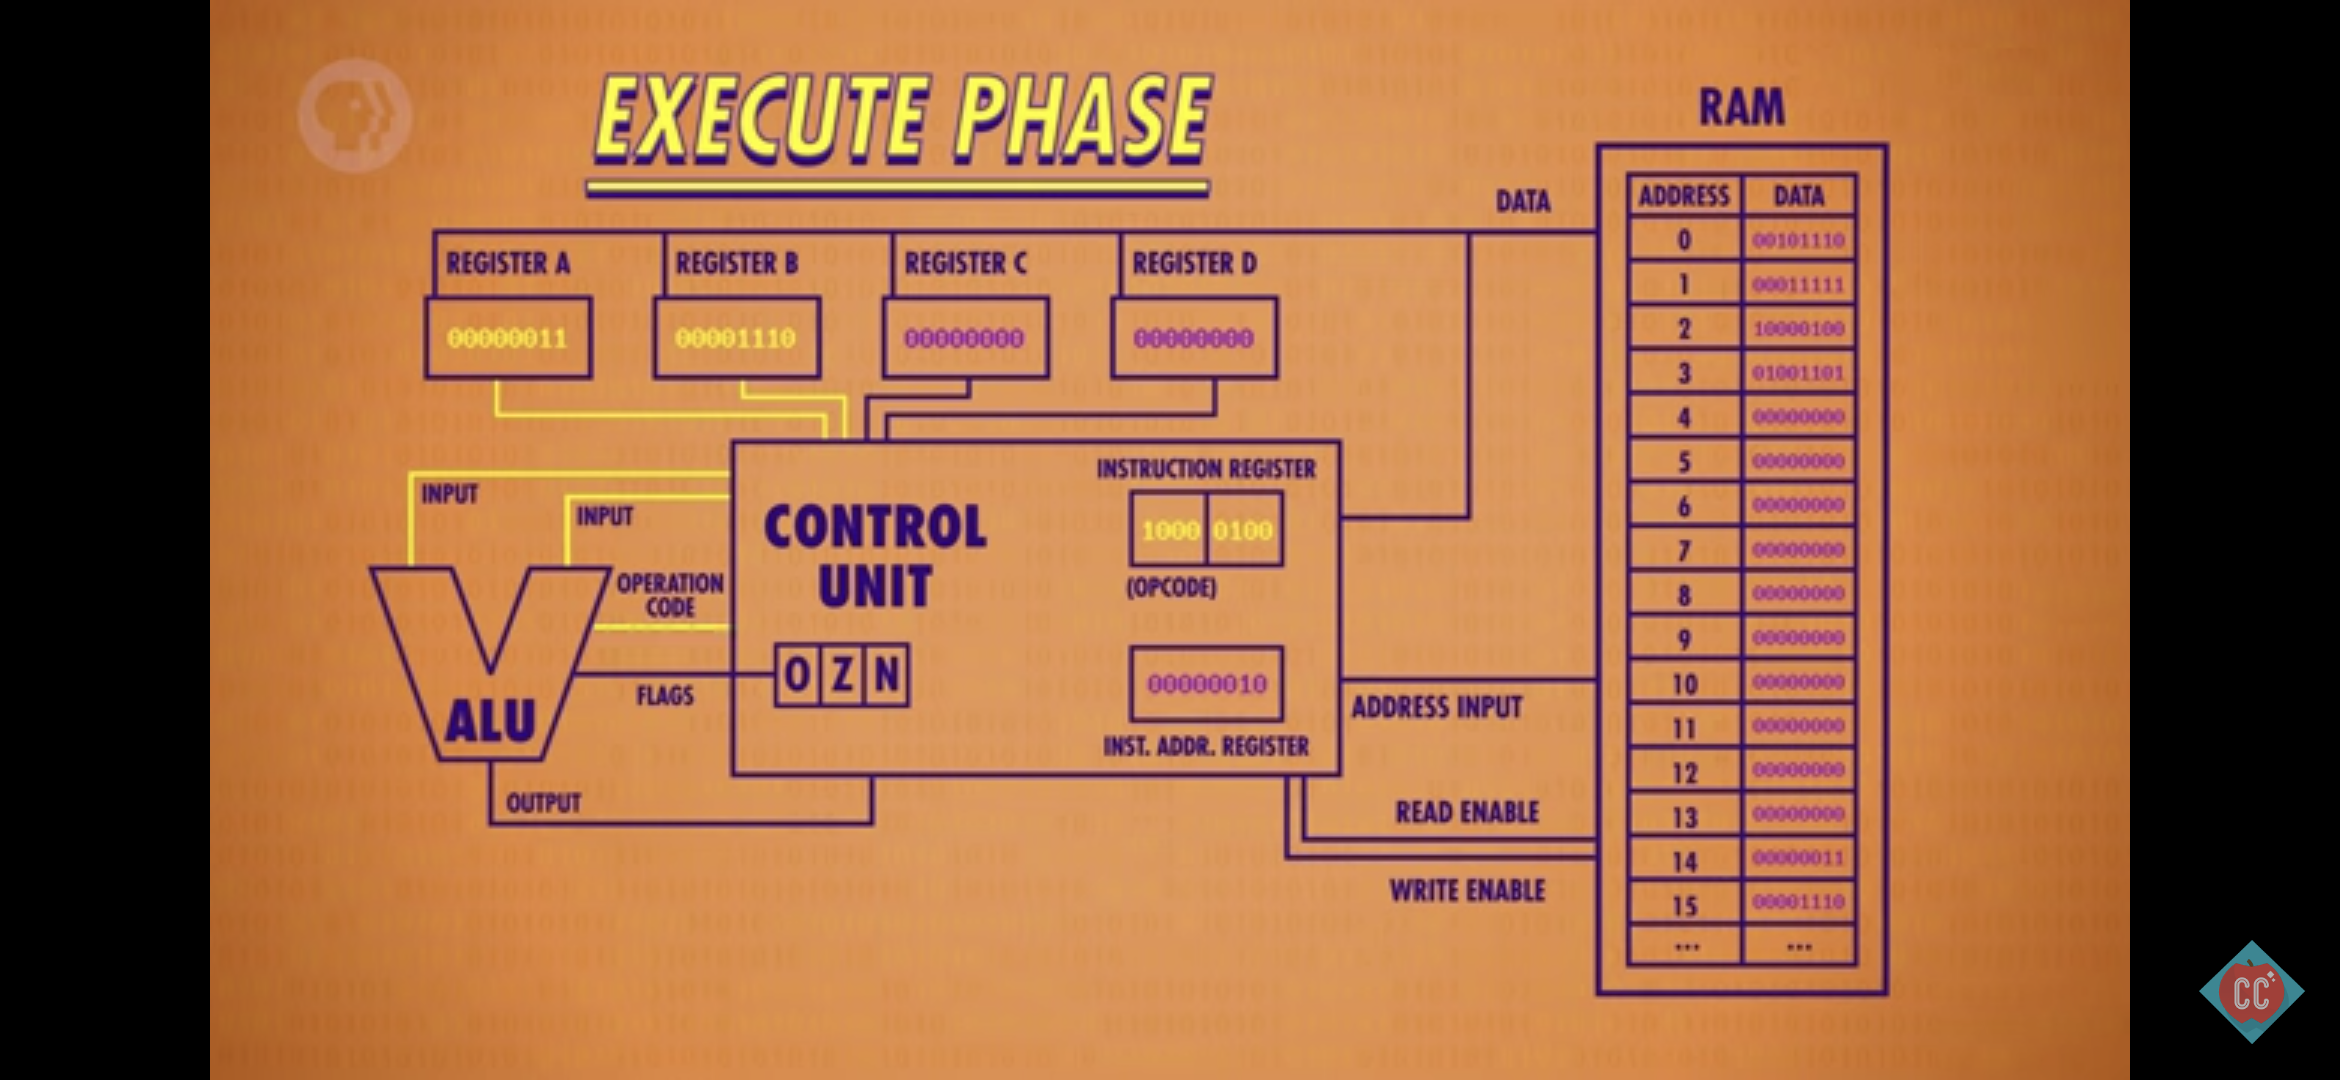 EXECUTE PHASE
RAM
DATA
ADDRESS DATA
0 00101110
1 00011111
2 10000100
3 01001101
4 00000000
5 00000000
6 00000000
7 00000000
8 00000000
9 00000000
10 00000000
11 00000000
12 00000000
13 00000000
14 00000011
15 00001110
... ...
REGISTER A
00000011
REGISTER B
00001110
REGISTER C
00000000
REGISTER D
00000000
INPUT
INPUT
OPERATION
CODE
FLAGS
ALU
OUTPUT
CONTROL
UNIT
O Z N
INSTRUCTION REGISTER
1000 0100
(OPCODE)
00000010
INST. ADDR. REGISTER
ADDRESS INPUT
READ ENABLE
WRITE ENABLE
CC